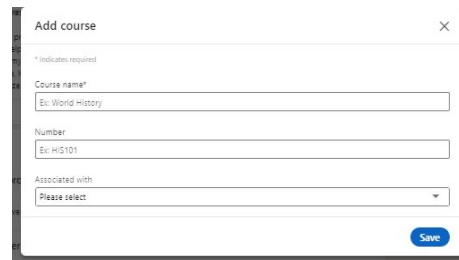 Add course
* Indicates required
Course name*
Ex: World History
Number
Ex: HIS101
Associated with
Please select
Save